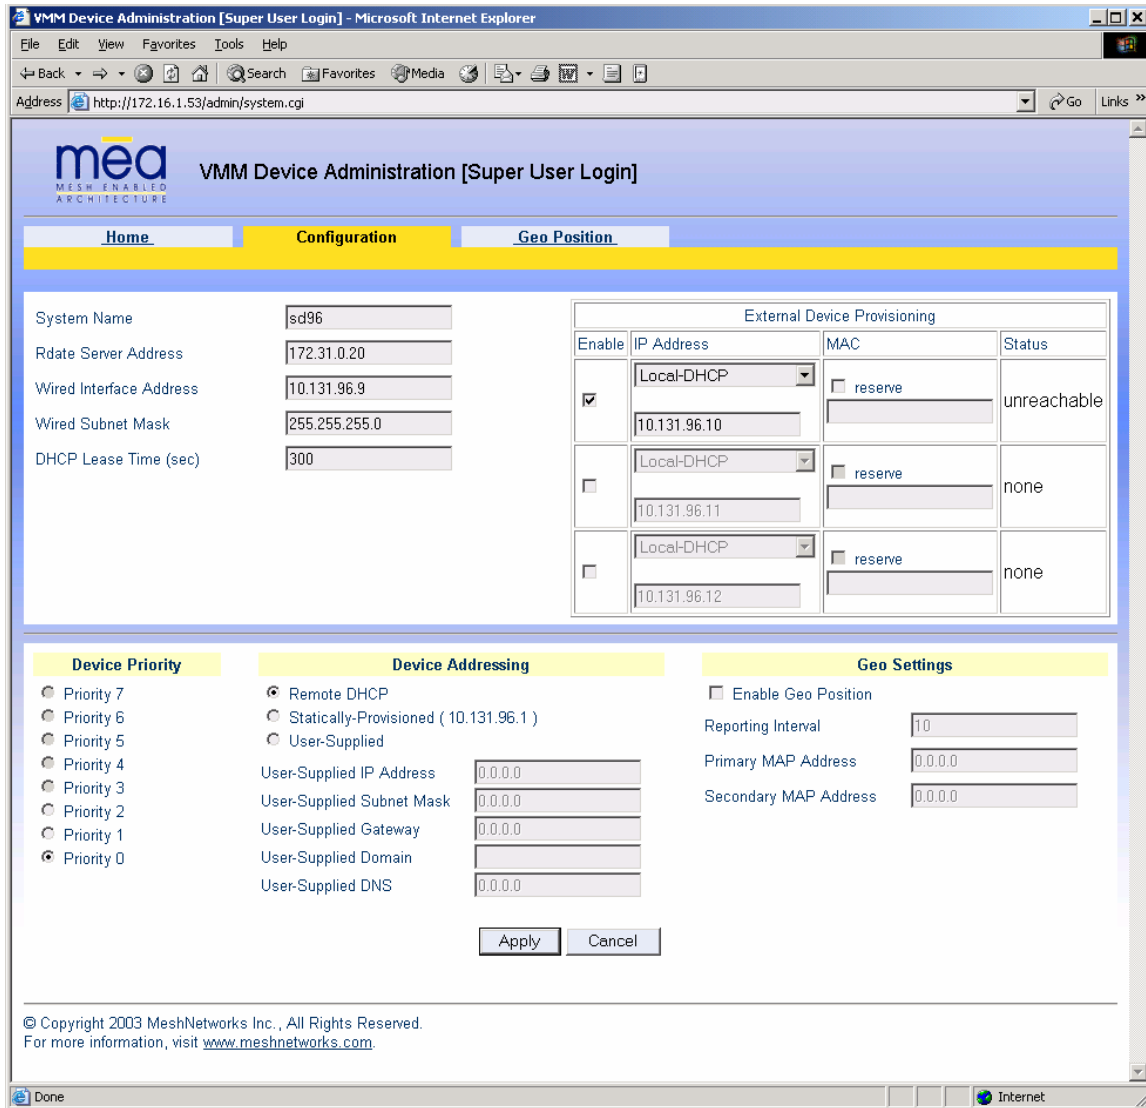 VMM Device Administration [Super User Login] - Microsoft Internet Explorer
File Edit View Favorites Tools Help
Back Search Favorites Media
Address http://172.16.1.53/admin/system.cgi Go Links »
mea
MESH ENABLED
ARCHITECTURE
VMM Device Administration [Super User Login]
Home Configuration Geo Position
System Name sd96
Rdate Server Address 172.31.0.20
Wired Interface Address 10.131.96.9
Wired Subnet Mask 255.255.255.0
DHCP Lease Time (sec) 300
External Device Provisioning
Enable IP Address MAC Status
Local-DHCP reserve
10.131.96.10 unreachable
Local-DHCP reserve
10.131.96.11 none
Local-DHCP reserve
10.131.96.12 none
Device Priority
Priority 7
Priority 6
Priority 5
Priority 4
Priority 3
Priority 2
Priority 1
Priority 0
Device Addressing
Remote DHCP
Statically-Provisioned ( 10.131.96.1 )
User-Supplied
User-Supplied IP Address 0.0.0.0
User-Supplied Subnet Mask 0.0.0.0
User-Supplied Gateway 0.0.0.0
User-Supplied Domain
User-Supplied DNS 0.0.0.0
Geo Settings
Enable Geo Position
Reporting Interval 10
Primary MAP Address 0.0.0.0
Secondary MAP Address 0.0.0.0
Apply Cancel
© Copyright 2003 MeshNetworks Inc., All Rights Reserved.
For more information, visit www.meshnetworks.com.
Done Internet